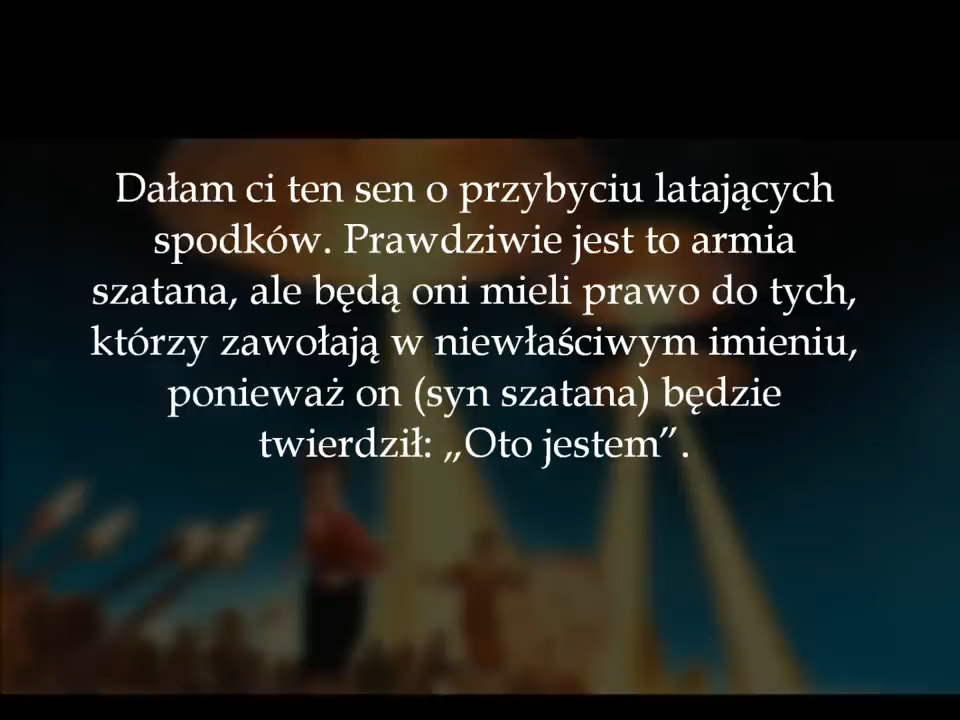 Dałam ci ten sen o przybyciu latających
spodków. Prawdziwie jest to armia
szatana, ale będą oni mieli prawo do tych,
którzy zawołają w niewłaściwym imieniu,
ponieważ on (syn szatana) będzie
twierdził: „Oto jestem”.